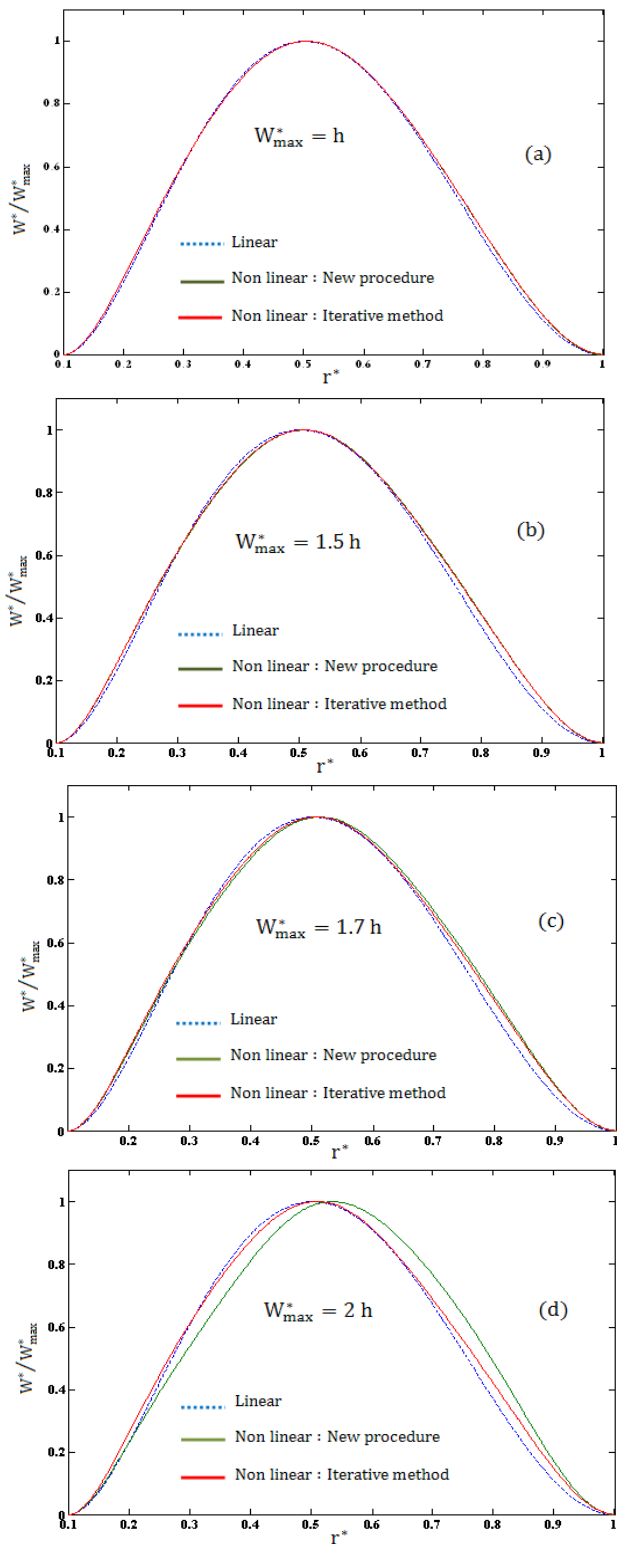 1
0.8
0.6
0.4
0.2
0
W*/W*max
W*max = h
(a)
Linear
Non linear : New procedure
Non linear : Iterative method
0.1 0.2 0.3 0.4 0.5 0.6 0.7 0.8 0.9 1
r*
1
0.8
0.6
0.4
0.2
0
W*/W*max
W*max = 1.5 h
(b)
Linear
Non linear : New procedure
Non linear : Iterative method
0.1 0.2 0.3 0.4 0.5 0.6 0.7 0.8 0.9 1
r*
1
0.8
0.6
0.4
0.2
0
W*/W*max
W*max = 1.7 h
(c)
Linear
Non linear : New procedure
Non linear : Iterative method
0.2 0.3 0.4 0.5 0.6 0.7 0.8 0.9 1
r*
1
0.8
0.6
0.4
0.2
0
W*/W*max
W*max = 2 h
(d)
Linear
Non linear : New procedure
Non linear : Iterative method
0.1 0.2 0.3 0.4 0.5 0.6 0.7 0.8 0.9 1
r*